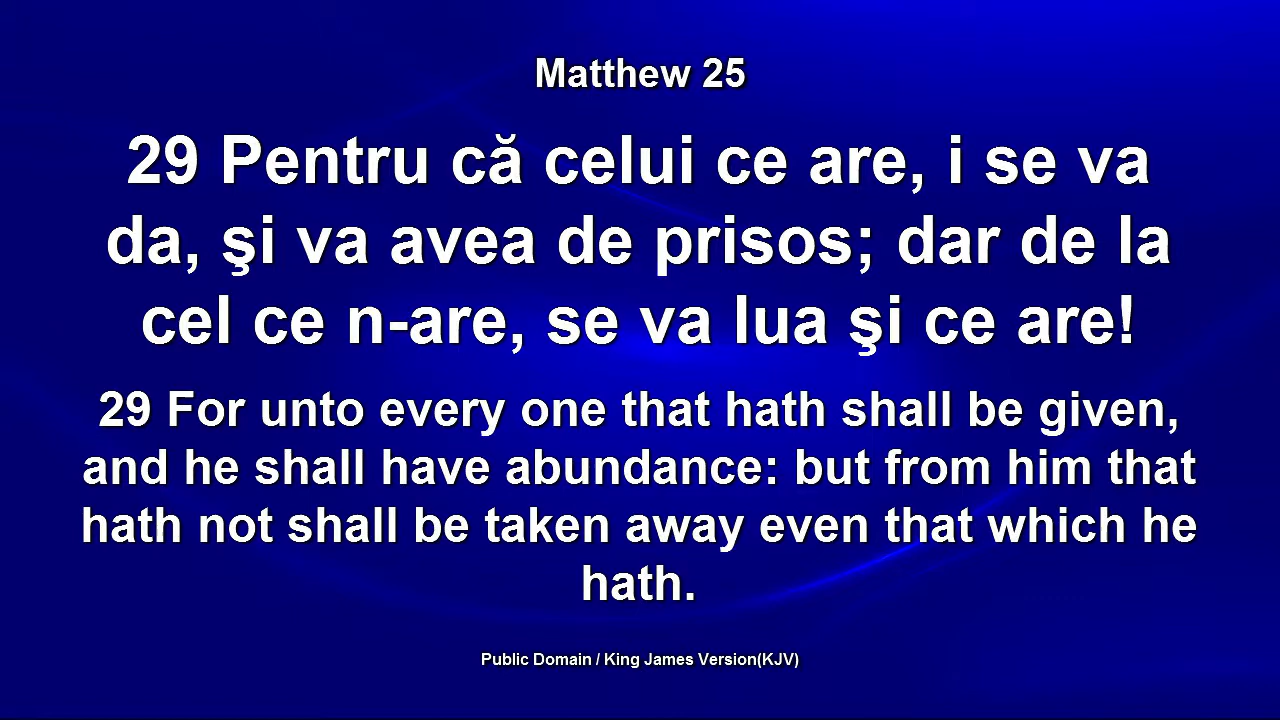 Matthew 25
29 Pentru că celui ce are, i se va
da, şi va avea de prisos; dar de la
cel ce n-are, se va lua şi ce are!
29 For unto every one that hath shall be given,
and he shall have abundance: but from him that
hath not shall be taken away even that which he
hath.
Public Domain / King James Version(KJV)